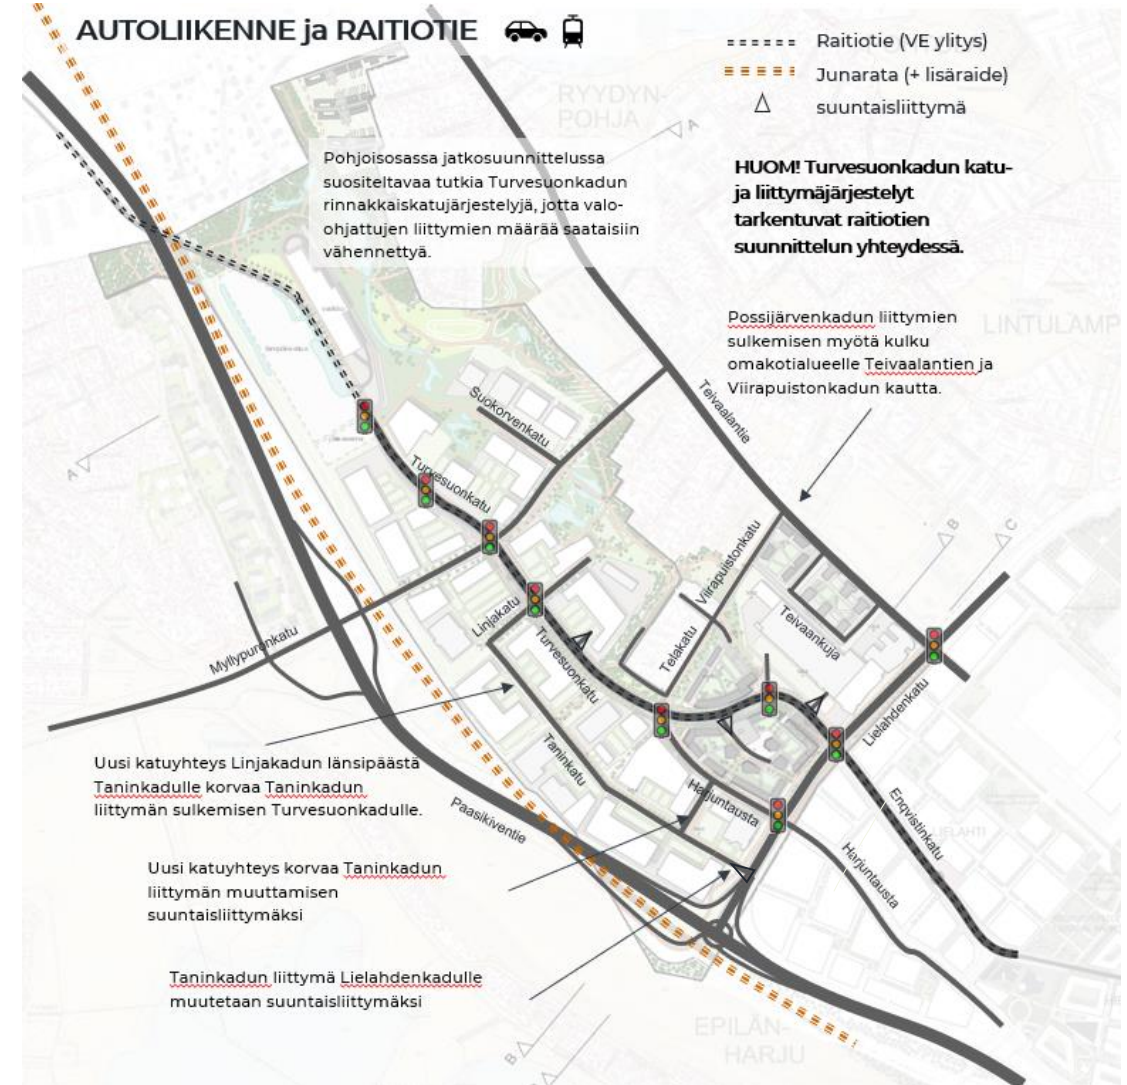 AUTOLIIKENNE ja RAITIOTIE
Raitiotie (VE ylitys)
Junarata (+ lisäraide)
suuntaisliittymä
RYYDYN-
POHJA
A
Pohjoisosassa jatkosuunnittelussa
suositeltavaa tutkia Turvesuonkadun
rinnakkaiskatujärjestelyjä, jotta valo-
ohjattujen liittymien määrää saataisiin
vähennettyä.
HUOM! Turvesuonkadun katu-
ja liittymäjärjestelyt
tarkentuvat raitiotien
suunnittelun yhteydessä.
Possijärvenkadun liittymien
sulkemisen myötä kulku
omakotialueelle Teivaalantien ja
Viirapuistonkadun kautta.
LINTULAMP
Teivaalantie
Suokorvenkatu
Turvesuonkatu
A
B
C
Viirapuistonkatu
Linjakatu
Teivaankuja
Telakatu
Myllypuronkatu
Turvesuonkatu
Lielahdenkatu
Taninkatu
Harjuntausta
Enqvistinkatu
LIELAHTI
Harjuntausta
Paasikiventie
Uusi katuyhteys Linjakadun länsipäästä
Taninkadulle korvaa Taninkadun
liittymän sulkemisen Turvesuonkadulle.
Uusi katuyhteys korvaa Taninkadun
liittymän muuttamisen
suuntaisliittymäksi
Taninkadun liittymä Lielahdenkadulle
muutetaan suuntaisliittymäksi
EPILÄN-
HARJU
B